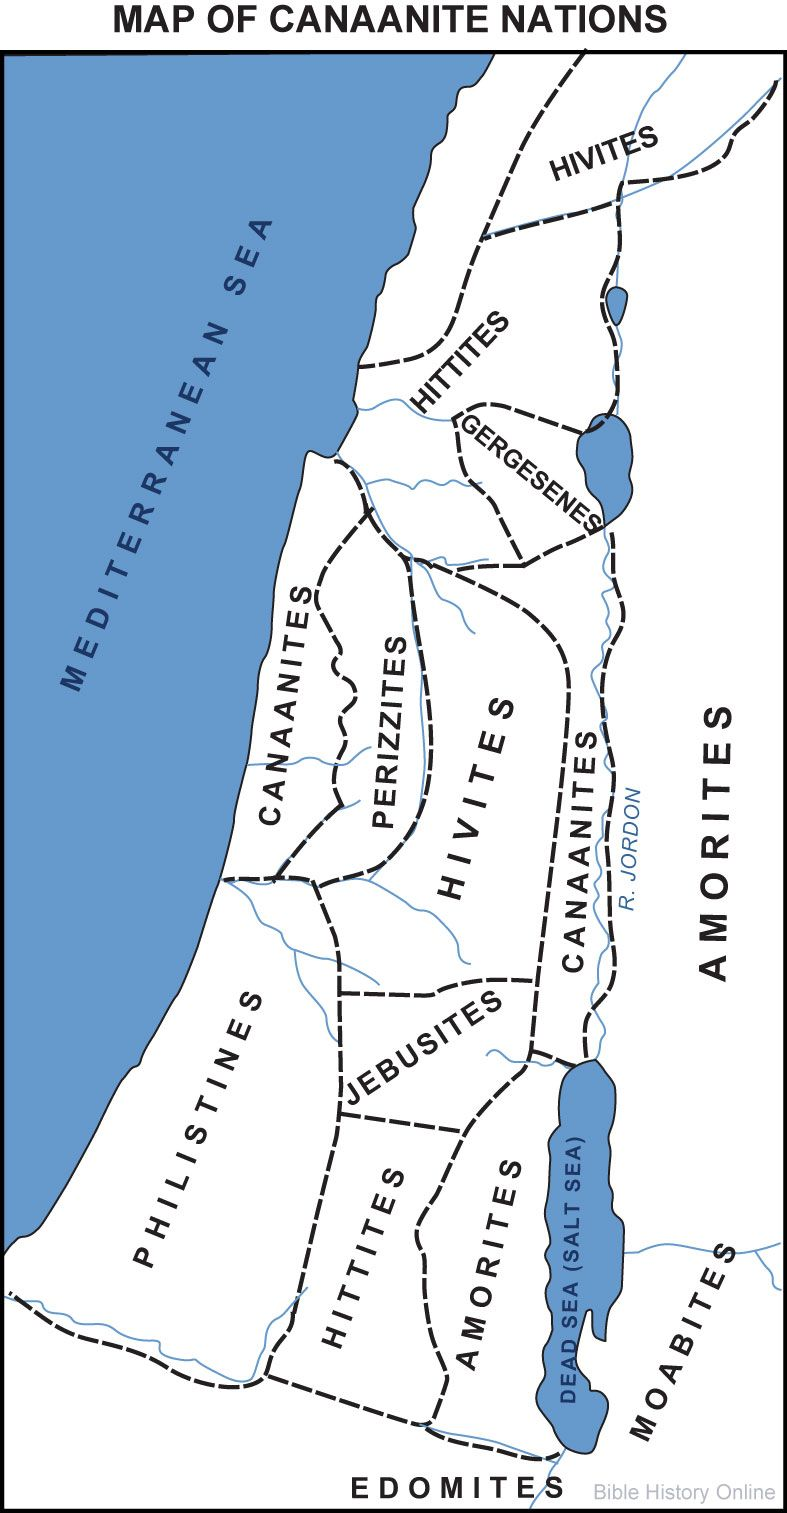 MAP OF CANAANITE NATIONS
HIVITES
MEDITERRANEAN SEA
HITTITES
GERGESENES
CANAANITES
PERIZZITES
HIVITES
CANAANITES
R. JORDON
AMORITES
PHILISTINES
JEBUSITES
HITTITES
AMORITES
DEAD SEA (SALT SEA)
MOABITES
EDOMITES
Bible History Online